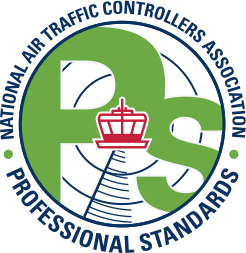 NATIONAL AIR TRAFFIC CONTROLLERS ASSOCIATION
Ps
• PROFESSIONAL STANDARDS •